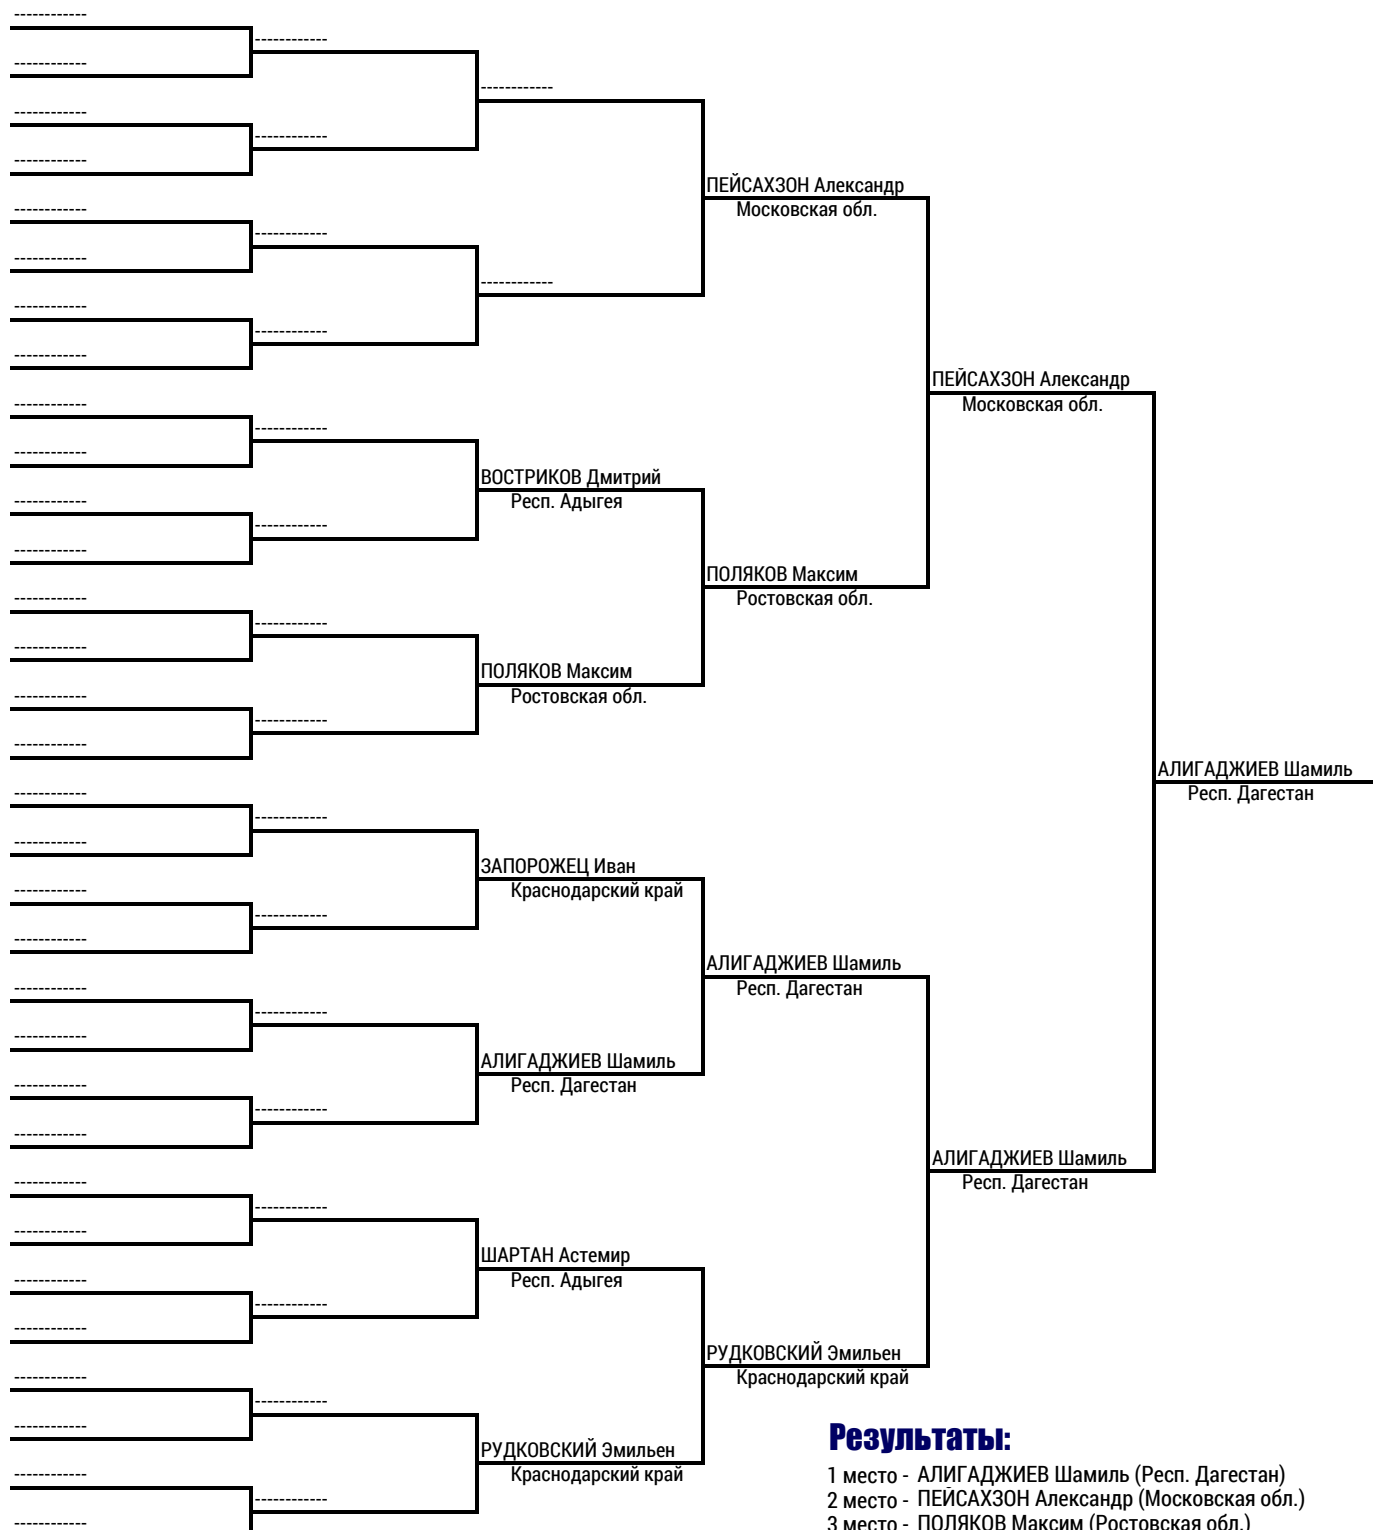 ВОСТРИКОВ Дмитрий
Респ. Адыгея
ПОЛЯКОВ Максим
Ростовская обл.
ЗАПОРОЖЕЦ Иван
Краснодарский край
АЛИГАДЖИЕВ Шамиль
Респ. Дагестан
ШАРТАН Астемир
Респ. Адыгея
РУДКОВСКИЙ Эмильен
Краснодарский край
ПЕЙСАХЗОН Александр
Московская обл.
ПОЛЯКОВ Максим
Ростовская обл.
АЛИГАДЖИЕВ Шамиль
Респ. Дагестан
РУДКОВСКИЙ Эмильен
Краснодарский край
ПЕЙСАХЗОН Александр
Московская обл.
АЛИГАДЖИЕВ Шамиль
Респ. Дагестан
АЛИГАДЖИЕВ Шамиль
Респ. Дагестан
Результаты:
1 место - АЛИГАДЖИЕВ Шамиль (Респ. Дагестан)
2 место - ПЕЙСАХЗОН Александр (Московская обл.)
3 место - ПОЛЯКОВ Максим (Ростовская обл.)